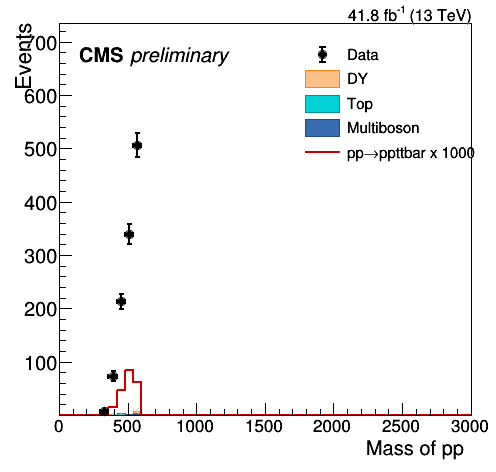 41.8 fb⁻¹ (13 TeV)
Events
CMS preliminary
Data
DY
Top
Multiboson
pp→ppttbar x 1000
700
600
500
400
300
200
100
0 500 1000 1500 2000 2500 3000
Mass of pp